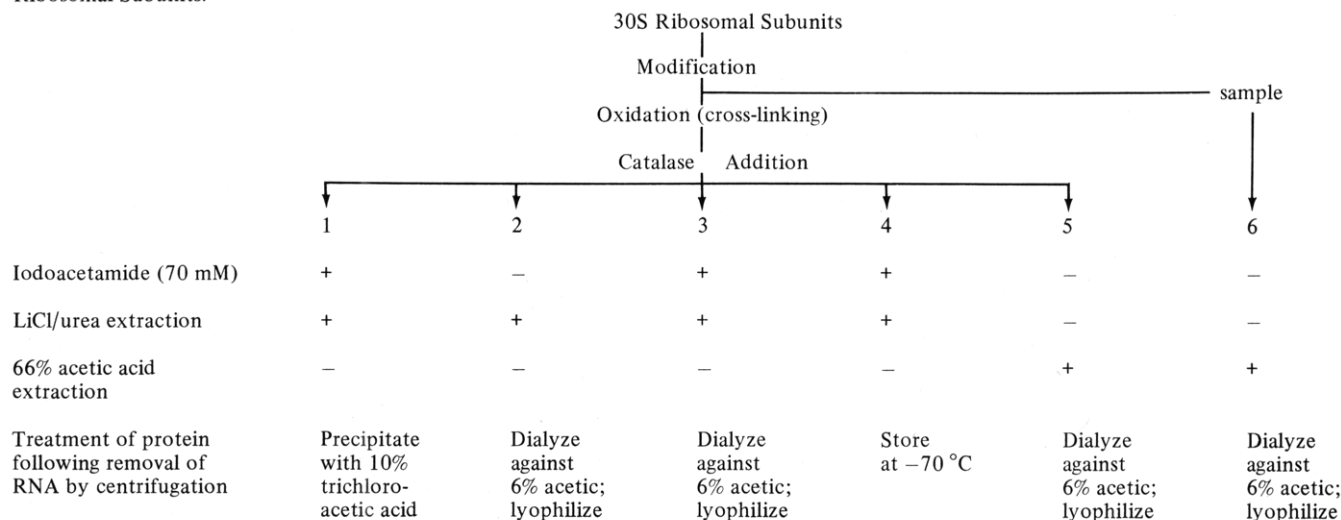 Ribosomal Subunits.
30S Ribosomal Subunits
Modification
sample
Oxidation (cross-linking)
Catalase Addition
1 2 3 4 5 6
Iodoacetamide (70 mM) + − + + − −
LiCl/urea extraction + + + + − −
66% acetic acid − − − − + +
extraction
Treatment of protein Precipitate Dialyze Dialyze Store Dialyze Dialyze
following removal of with 10% against against at −70 °C against against
RNA by centrifugation trichloro- 6% acetic; 6% acetic; 6% acetic; 6% acetic;
acetic acid lyophilize lyophilize lyophilize lyophilize